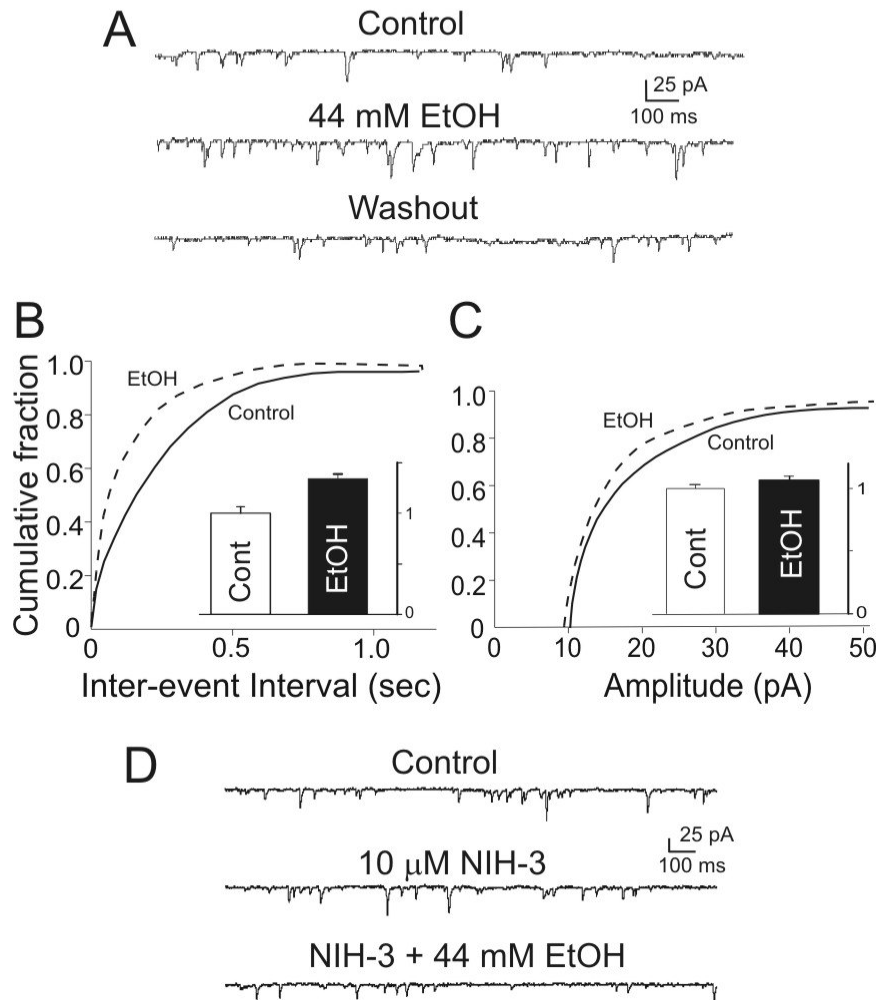 A
Control
25 pA
100 ms
44 mM EtOH
Washout
B
Cumulative fraction
1.0
0.8
0.6
0.4
0.2
0
EtOH
Control
Cont
EtOH
1
0
0
0.5
1.0
Inter-event Interval (sec)
C
1.0
0.8
0.6
0.4
0.2
0
EtOH
Control
Cont
EtOH
1
0
0
10
20
30
40
50
Amplitude (pA)
D
Control
25 pA
100 ms
10 μM NIH-3
NIH-3 + 44 mM EtOH